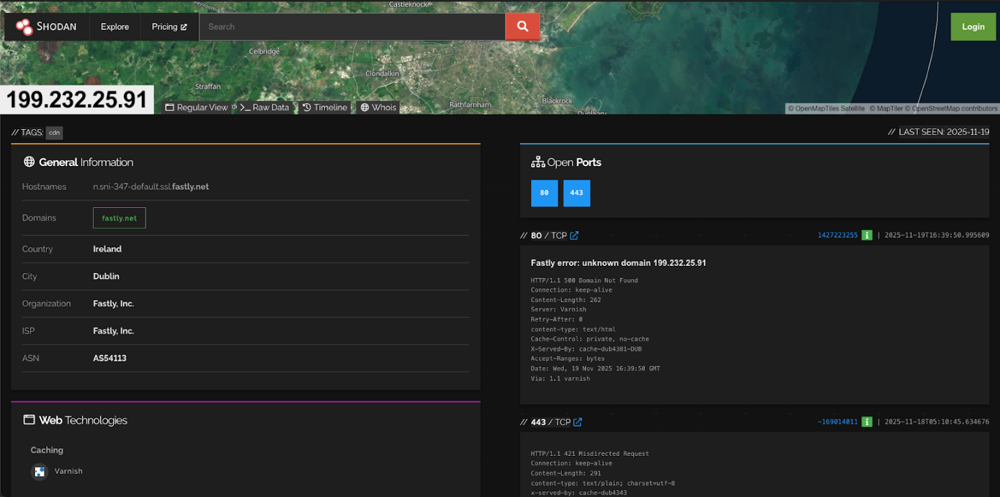 Castleknock
SHODAN
Explore
Pricing
Search
Login
Celbridge
Clondalkin
Straffan
Rathfarnham
Blackrock
199.232.25.91
Regular View
>_ Raw Data
Timeline
Whois
© OpenMapTiles Satellite © MapTiler © OpenStreetMap contributors
// TAGS: cdn
// LAST SEEN: 2025-11-19
General Information
Hostnames n.sni-347-default.ssl.fastly.net
Domains fastly.net
Country Ireland
City Dublin
Organization Fastly, Inc.
ISP Fastly, Inc.
ASN AS54113
Web Technologies
Caching
Varnish
Open Ports
80 443
// 80 / TCP
1427223255 i | 2025-11-19T16:39:50.995609
Fastly error: unknown domain 199.232.25.91
HTTP/1.1 500 Domain Not Found
Connection: keep-alive
Content-Length: 262
Server: Varnish
Retry-After: 0
content-type: text/html
Cache-Control: private, no-cache
X-Served-By: cache-dub4381-DUB
Accept-Ranges: bytes
Date: Wed, 19 Nov 2025 16:39:50 GMT
Via: 1.1 varnish
// 443 / TCP
-169014011 i | 2025-11-18T05:10:45.634676
HTTP/1.1 421 Misdirected Request
Connection: keep-alive
Content-Length: 291
content-type: text/plain; charset=utf-8
x-served-by: cache-dub4343